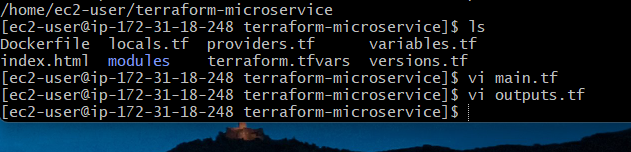 /home/ec2-user/terraform-microservice
[ec2-user@ip-172-31-18-248 terraform-microservice]$ ls
Dockerfile  locals.tf  providers.tf      variables.tf
index.html  modules    terraform.tfvars  versions.tf
[ec2-user@ip-172-31-18-248 terraform-microservice]$ vi main.tf
[ec2-user@ip-172-31-18-248 terraform-microservice]$ vi outputs.tf
[ec2-user@ip-172-31-18-248 terraform-microservice]$